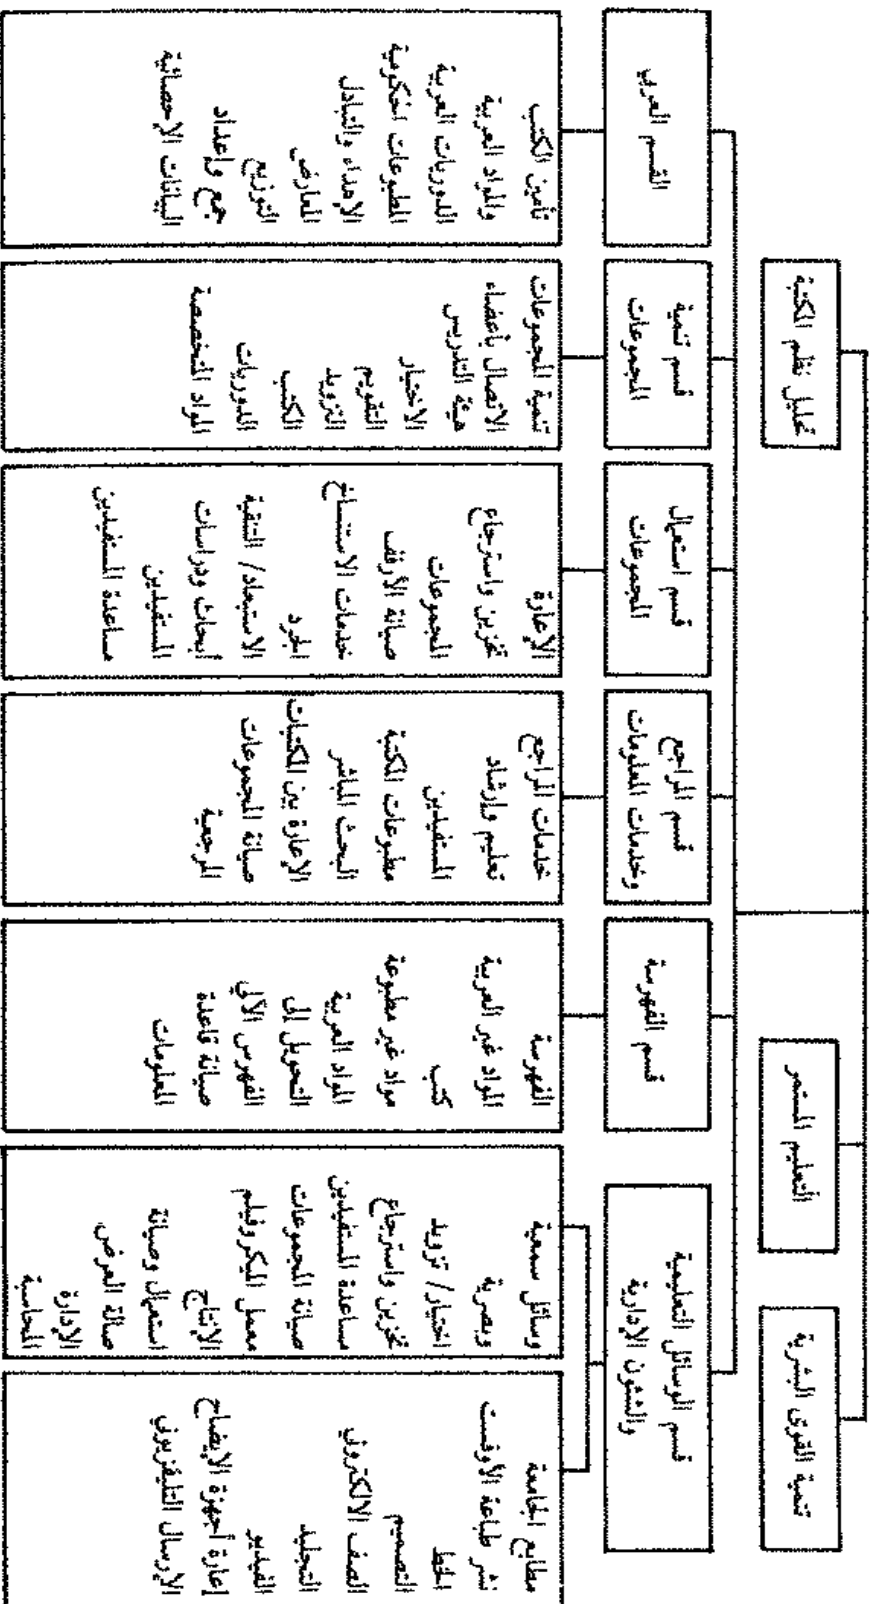 تحليل نظم المكتبة
التعليم المستمر
تنمية القوى البشرية
القسم العربي
قسم تنمية
المجموعات
قسم استعمال
المجموعات
قسم المراجع
وخدمات المعلومات
قسم الفهرسة
قسم الوسائل التعليمية
والشئون الإدارية
تأمين الكتب
والمواد العربية
الدوريات العربية
المطبوعات الحكومية
الإهداء والتبادل
المعارض
التوزيع
جمع وإعداد
البيانات الإحصائية
تنمية المجموعات
الاتصال بأعضاء
هيئة التدريس
الاختيار
التقويم
التزويد
الكتب
الدوريات
المواد المتخصصة
الإعارة
تخزين واسترجاع
المجموعات
صيانة الأرفف
خدمات الاستنساخ
الجرد
الاستبعاد/ التنقية
أبحاث ودراسات
المستفيدين
مساعدة المستفيدين
خدمات المراجع
تعليم وإرشاد
المستفيدين
مطبوعات المكتبة
البحث المباشر
الإعارة بين المكتبات
صيانة المجموعات
المرجعية
الفهرسة
المواد غير العربية
كتب
مواد غير مطبوعة
المواد العربية
التحويل إلى
الفهرس الآلي
صيانة قاعدة
المعلومات
وسائل سمعية
وبصرية
اختيار/ تزويد
تخزين واسترجاع
مساعدة المستفيدين
صيانة المجموعات
معمل الميكروفيلم
الإنتاج
استعمال وصيانة
صالة العرض
الإدارة
المحاسبة
مطابع الجامعة
نشر طباعة الأوفست
الخط
التصميم
الصف الالكتروني
التجليد
الفيديو
إعارة أجهزة الإيضاح
الإرسال التليفزيوني